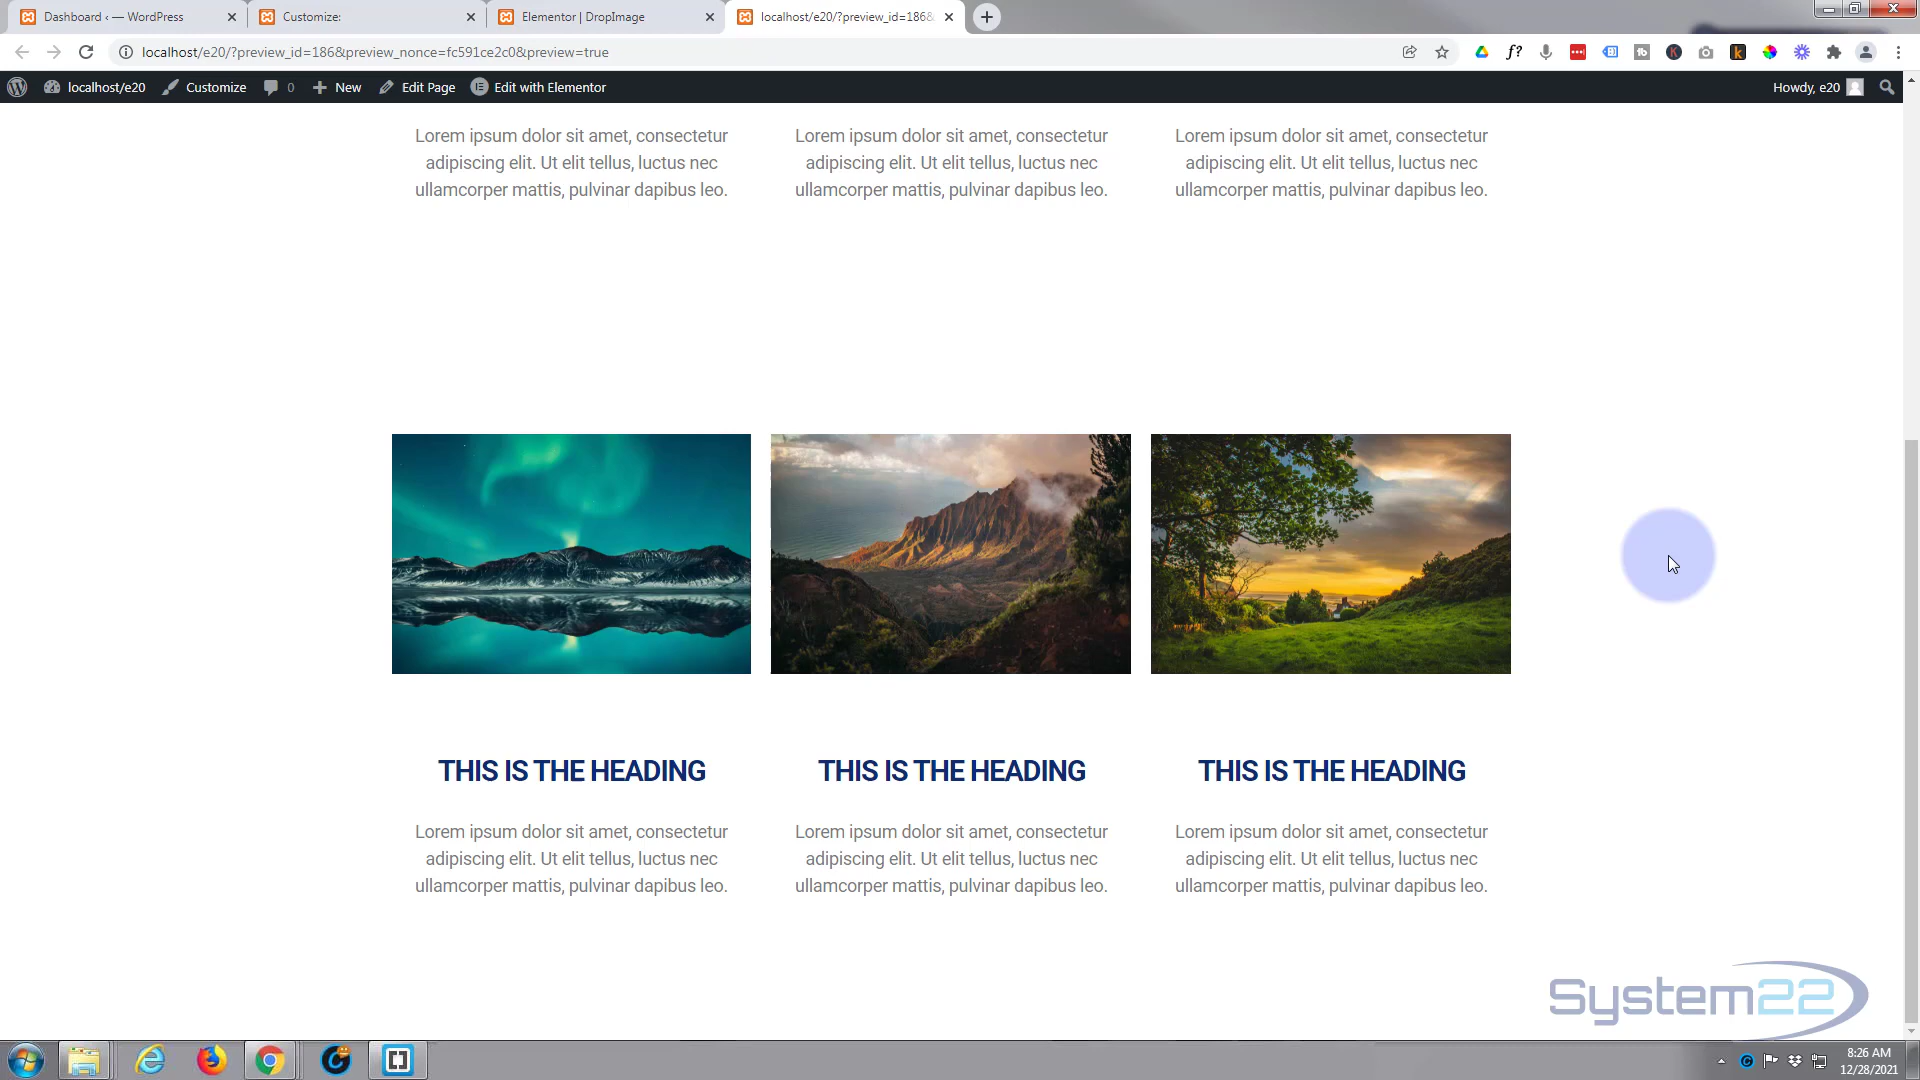 Dashboard ‹ — WordPress
Customize:
Elementor | DropImage
localhost/e20/?preview_id=186&
localhost/e20/?preview_id=186&preview_nonce=fc591ce2c0&preview=true
localhost/e20 Customize 0 New Edit Page Edit with Elementor Howdy, e20
Lorem ipsum dolor sit amet, consectetur
adipiscing elit. Ut elit tellus, luctus nec
ullamcorper mattis, pulvinar dapibus leo.
Lorem ipsum dolor sit amet, consectetur
adipiscing elit. Ut elit tellus, luctus nec
ullamcorper mattis, pulvinar dapibus leo.
Lorem ipsum dolor sit amet, consectetur
adipiscing elit. Ut elit tellus, luctus nec
ullamcorper mattis, pulvinar dapibus leo.
THIS IS THE HEADING
Lorem ipsum dolor sit amet, consectetur
adipiscing elit. Ut elit tellus, luctus nec
ullamcorper mattis, pulvinar dapibus leo.
THIS IS THE HEADING
Lorem ipsum dolor sit amet, consectetur
adipiscing elit. Ut elit tellus, luctus nec
ullamcorper mattis, pulvinar dapibus leo.
THIS IS THE HEADING
Lorem ipsum dolor sit amet, consectetur
adipiscing elit. Ut elit tellus, luctus nec
ullamcorper mattis, pulvinar dapibus leo.
System22
8:26 AM
12/28/2021